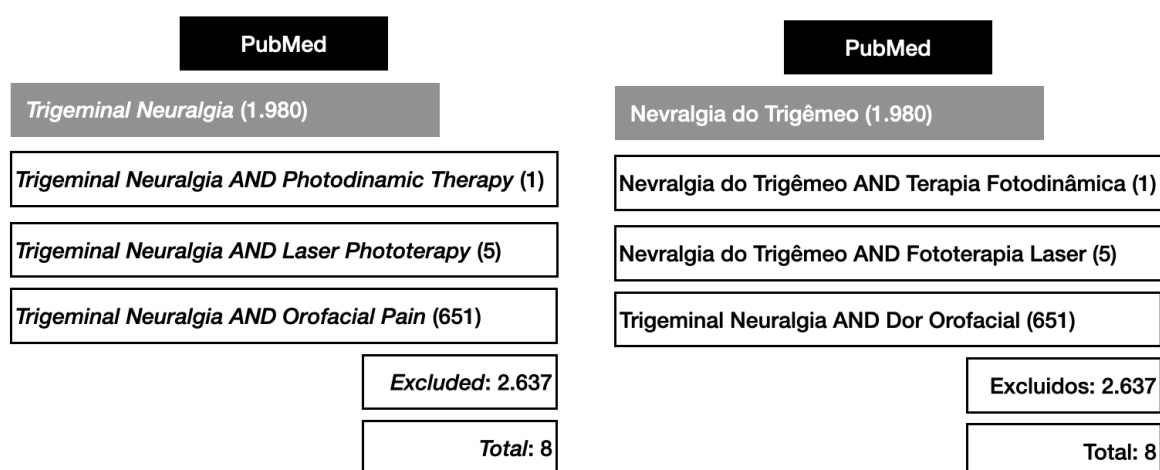 PubMed
Trigeminal Neuralgia (1.980)
Trigeminal Neuralgia AND Photodinamic Therapy (1)
Trigeminal Neuralgia AND Laser Phototerapy (5)
Trigeminal Neuralgia AND Orofacial Pain (651)
Excluded: 2.637
Total: 8
PubMed
Nevralgia do Trigêmeo (1.980)
Nevralgia do Trigêmeo AND Terapia Fotodinâmica (1)
Nevralgia do Trigêmeo AND Fototerapia Laser (5)
Trigeminal Neuralgia AND Dor Orofacial (651)
Excluidos: 2.637
Total: 8